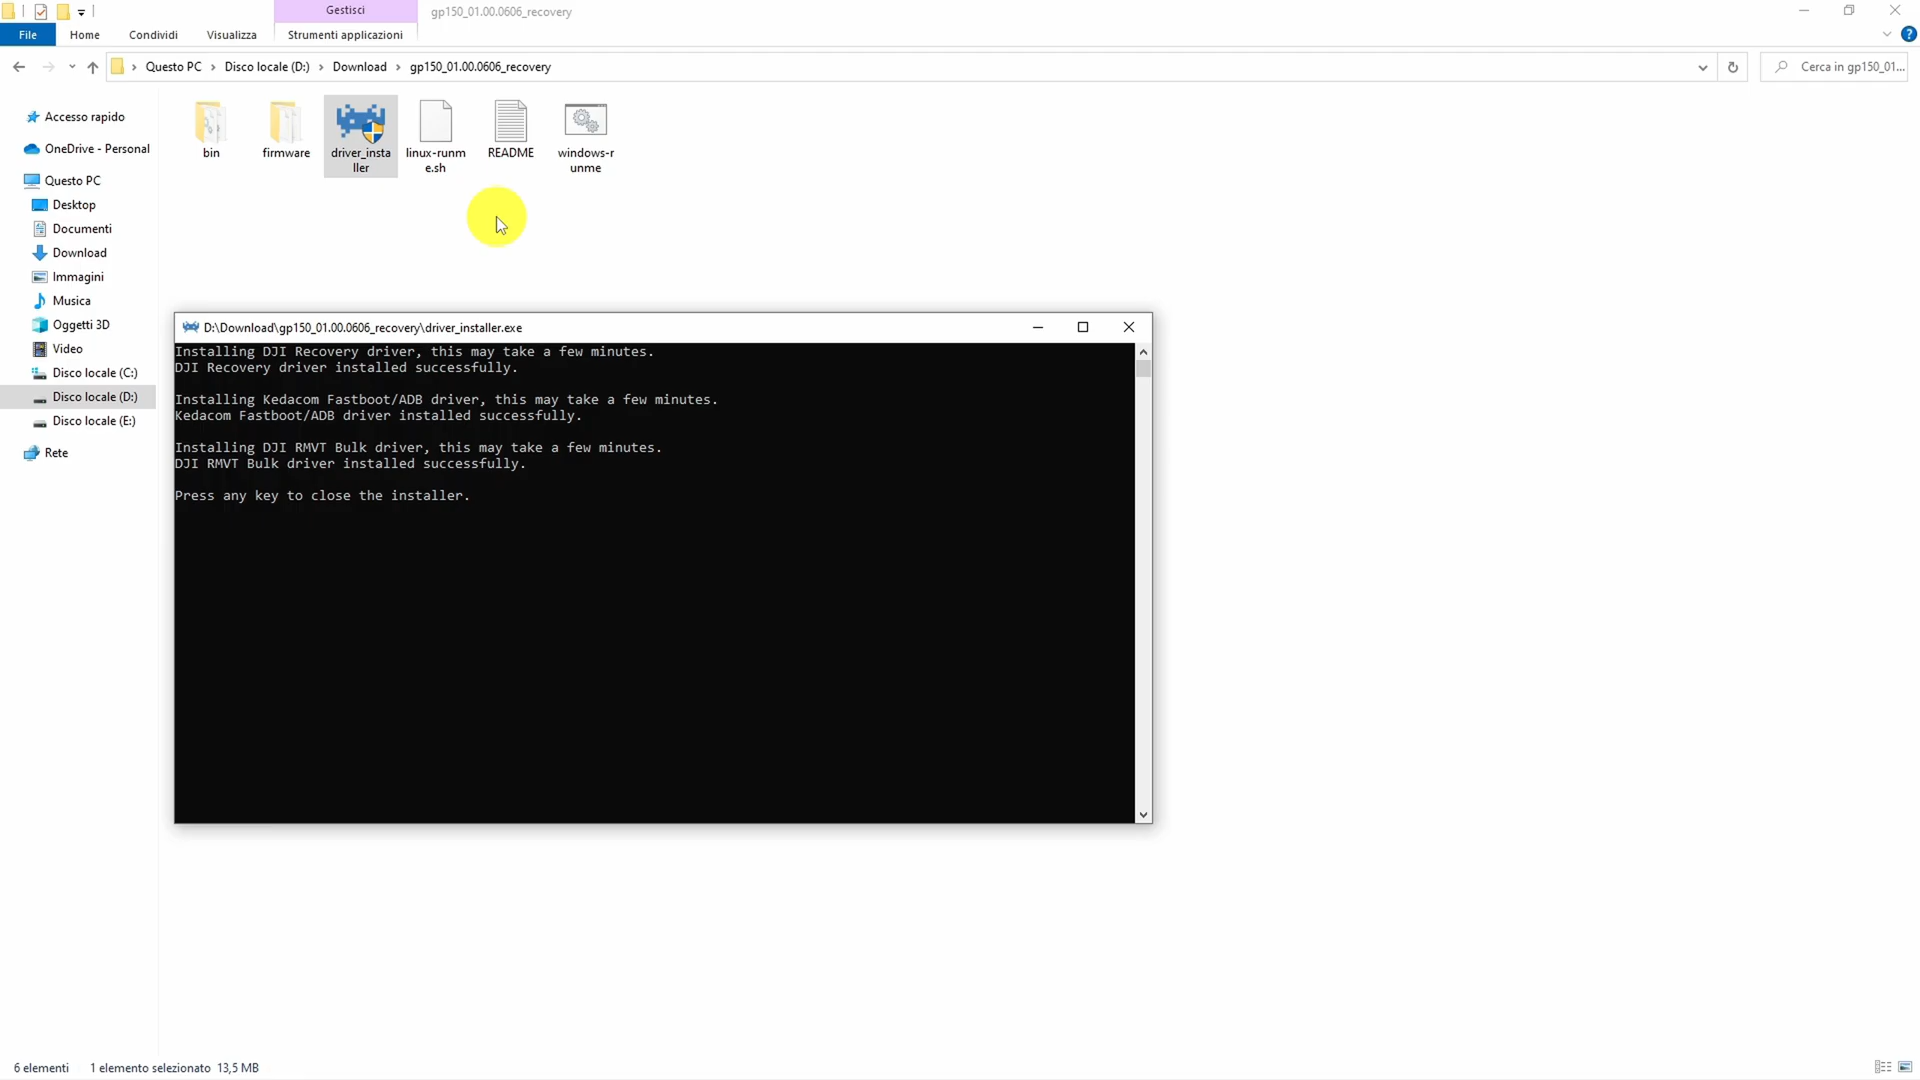 Gestisci
gp150_01.00.0606_recovery
File
Home
Condividi
Visualizza
Strumenti applicazioni
Questo PC
Disco locale (D:)
Download
gp150_01.00.0606_recovery
Cerca in gp150_01...
Accesso rapido
OneDrive - Personal
Questo PC
Desktop
Documenti
Download
Immagini
Musica
Oggetti 3D
Video
Disco locale (C:)
Disco locale (D:)
Disco locale (E:)
Rete
bin
firmware
driver_insta
ller
linux-runm
e.sh
README
windows-r
unme
D:\Download\gp150_01.00.0606_recovery\driver_installer.exe
Installing DJI Recovery driver, this may take a few minutes.
DJI Recovery driver installed successfully.
Installing Kedacom Fastboot/ADB driver, this may take a few minutes.
Kedacom Fastboot/ADB driver installed successfully.
Installing DJI RMVT Bulk driver, this may take a few minutes.
DJI RMVT Bulk driver installed successfully.
Press any key to close the installer.
6 elementi
1 elemento selezionato 13,5 MB